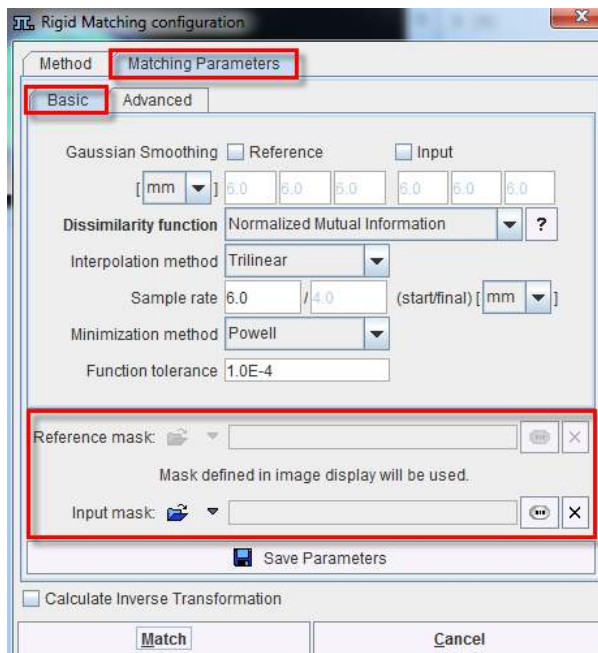 Rigid Matching configuration
Method Matching Parameters
Basic Advanced
Gaussian Smoothing Reference Input
[ mm ] 6.0 6.0 6.0 6.0 6.0 6.0
Dissimilarity function Normalized Mutual Information ?
Interpolation method Trilinear
Sample rate 6.0 / 4.0 (start/final) [ mm ]
Minimization method Powell
Function tolerance 1.0E-4
Reference mask:
Mask defined in image display will be used.
Input mask:
Save Parameters
Calculate Inverse Transformation
Match Cancel